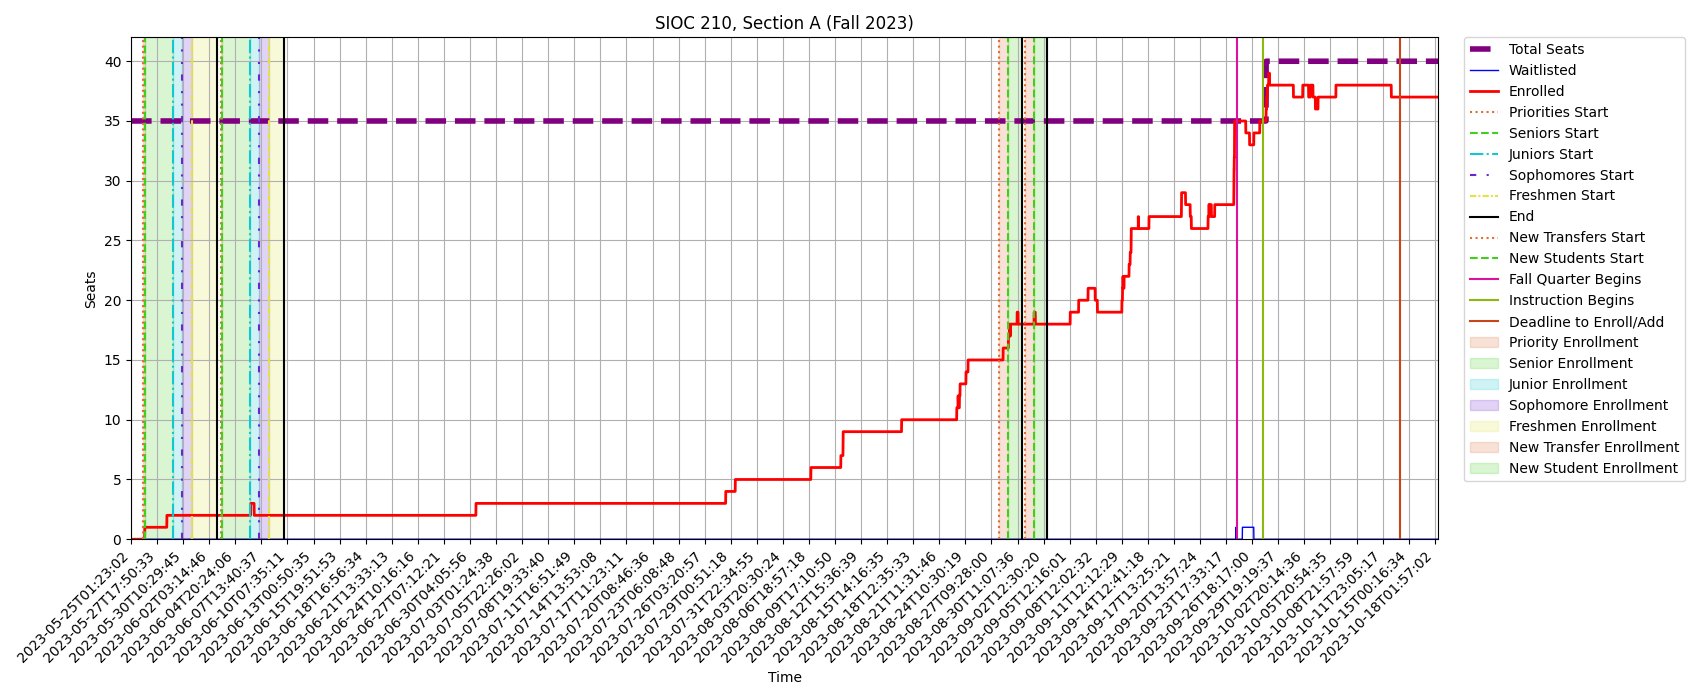 SIOC 210, Section A (Fall 2023)
Seats
40
35
30
25
20
15
10
5
0
2023-05-25T01:23:02
2023-05-27T17:50:33
2023-05-30T10:29:45
2023-06-02T03:14:46
2023-06-04T20:24:06
2023-06-07T13:40:37
2023-06-10T07:35:11
2023-06-13T00:50:35
2023-06-15T19:51:53
2023-06-18T16:56:34
2023-06-21T13:33:13
2023-06-24T10:16:16
2023-06-27T07:12:21
2023-06-30T04:05:56
2023-07-03T01:24:38
2023-07-05T22:26:02
2023-07-08T19:33:40
2023-07-11T16:51:49
2023-07-14T13:53:08
2023-07-17T11:23:11
2023-07-20T08:46:36
2023-07-23T06:08:48
2023-07-26T03:20:57
2023-07-29T00:51:18
2023-07-31T22:34:55
2023-08-03T20:30:24
2023-08-06T18:57:18
2023-08-09T17:10:50
2023-08-12T15:36:39
2023-08-15T14:16:35
2023-08-18T12:35:33
2023-08-21T11:31:46
2023-08-24T10:30:19
2023-08-27T09:28:00
2023-08-30T11:07:36
2023-09-02T12:30:20
2023-09-05T12:16:01
2023-09-08T12:02:32
2023-09-11T12:12:29
2023-09-14T12:41:18
2023-09-17T13:25:21
2023-09-20T13:57:24
2023-09-23T17:33:17
2023-09-26T18:17:00
2023-09-29T19:19:37
2023-10-02T20:14:36
2023-10-05T20:54:35
2023-10-08T21:57:59
2023-10-11T23:05:17
2023-10-15T00:16:34
2023-10-18T01:57:02
Time
Total Seats
Waitlisted
Enrolled
Priorities Start
Seniors Start
Juniors Start
Sophomores Start
Freshmen Start
End
New Transfers Start
New Students Start
Fall Quarter Begins
Instruction Begins
Deadline to Enroll/Add
Priority Enrollment
Senior Enrollment
Junior Enrollment
Sophomore Enrollment
Freshmen Enrollment
New Transfer Enrollment
New Student Enrollment